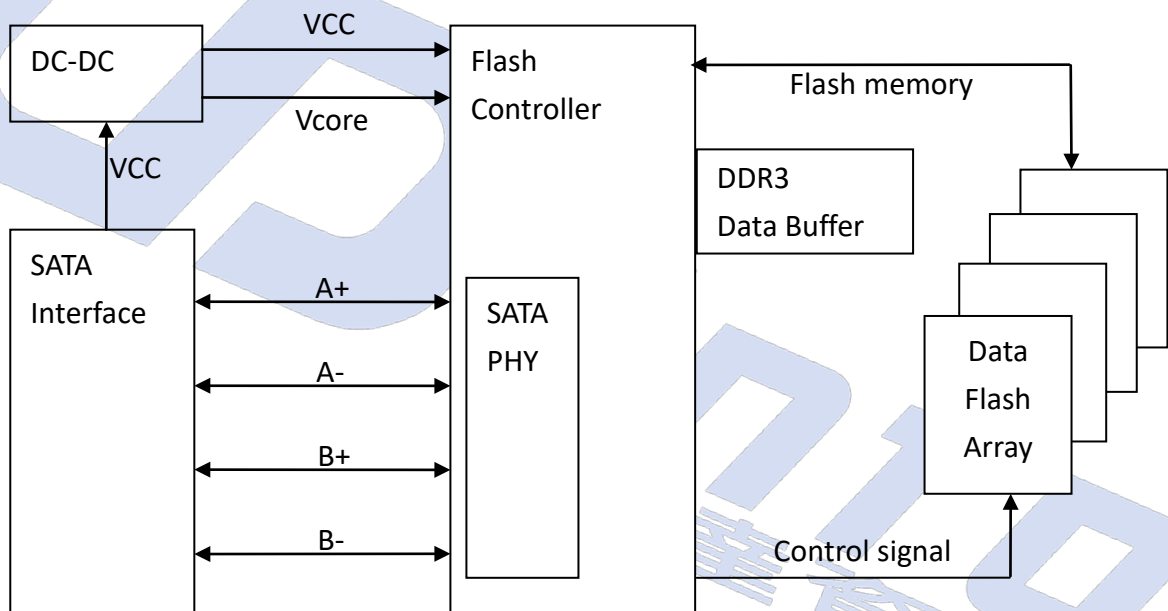 DC-DC
VCC
Vcore
VCC
Flash
Controller
Flash memory
DDR3
Data Buffer
SATA
Interface
A+
A-
B+
B-
SATA
PHY
Data
Flash
Array
Control signal